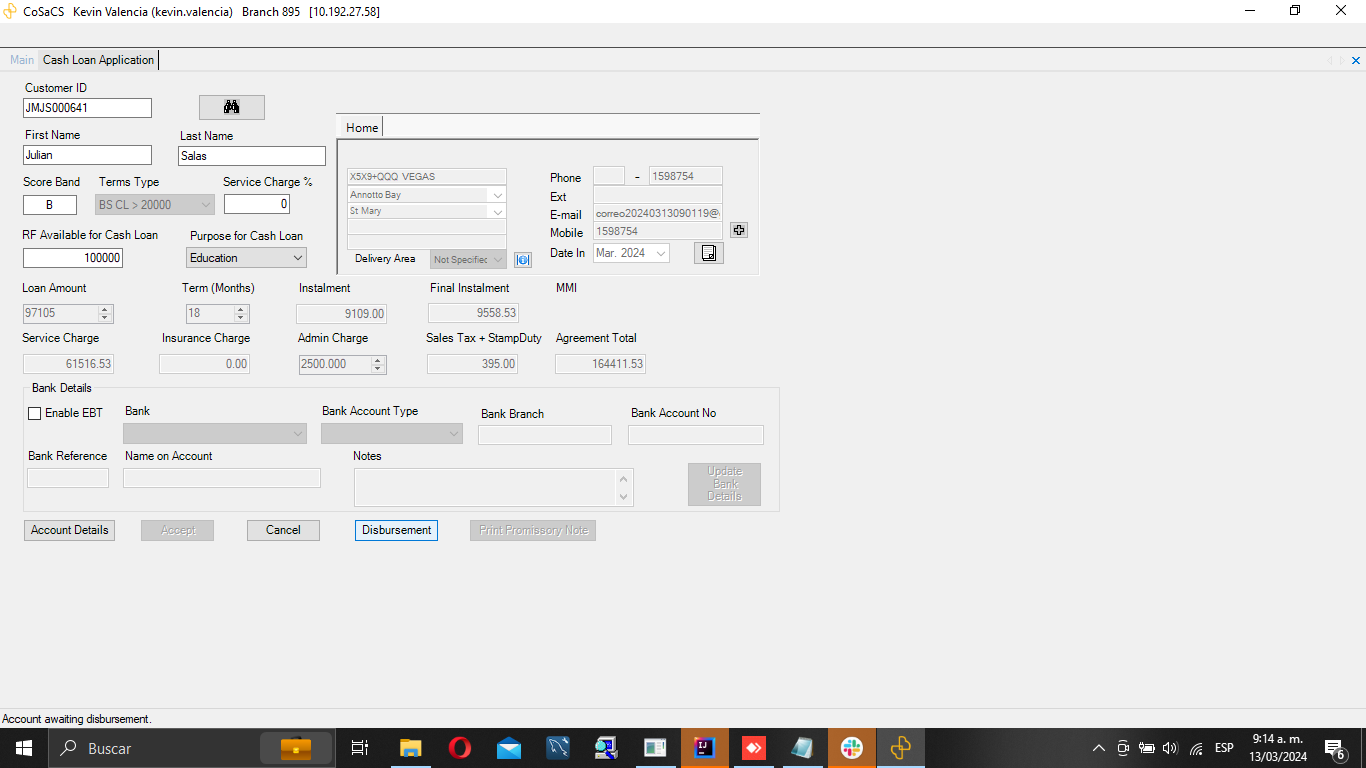 CoSaCS Kevin Valencia (kevin.valencia) Branch 895 [10.192.27.58]
Main Cash Loan Application
Customer ID
JMJS000641
First Name Last Name
Julian Salas
Score Band Terms Type Service Charge %
B BS CL > 20000 0
RF Available for Cash Loan Purpose for Cash Loan
100000 Education
Home
X5X9+QQQ VEGAS
Annotto Bay
St Mary
Delivery Area Not Specified
Phone - 1598754
Ext
E-mail correo20240313090119@
Mobile 1598754
Date In Mar. 2024
Loan Amount Term (Months) Instalment Final Instalment MMI
97105 18 9109.00 9558.53
Service Charge Insurance Charge Admin Charge Sales Tax + StampDuty Agreement Total
61516.53 0.00 2500.000 395.00 164411.53
Bank Details
Enable EBT Bank Bank Account Type Bank Branch Bank Account No
Bank Reference Name on Account Notes
Update
Bank
Details
Account Details Accept Cancel Disbursement Print Promissory Note
Account awaiting disbursement.
Buscar
IJ
ESP
9:14 a. m.
13/03/2024
6